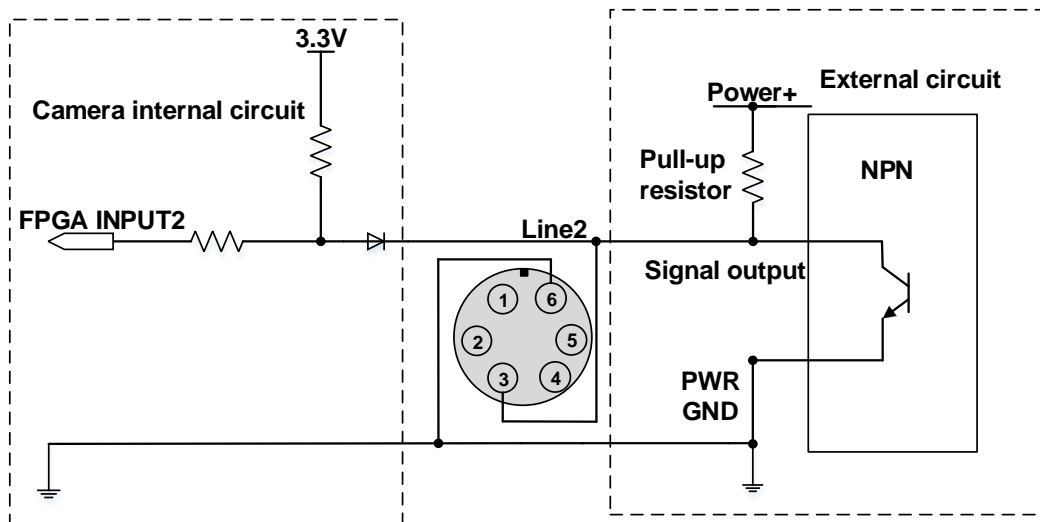 3.3V
Camera internal circuit
FPGA INPUT2
Line2
1
6
2
5
3
4
Power+
External circuit
Pull-up
resistor
NPN
Signal output
PWR
GND